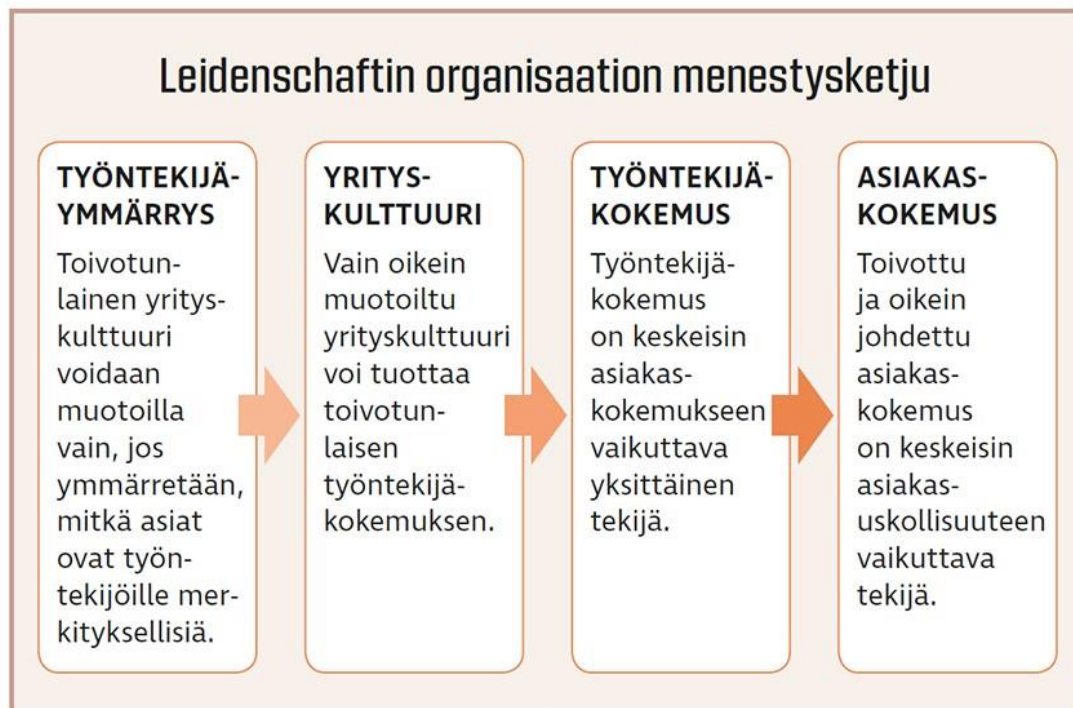 Leidenschaftin organisaation menestysketju
TYÖNTEKIJÄ-
YMMÄRRYS
Toivotun-
lainen yritys-
kulttuuri
voidaan
muotoilla
vain, jos
ymmärretään,
mitkä asiat
ovat työn-
tekijöille mer-
kityksellisiä.
YRITYS-
KULTTUURI
Vain oikein
muotoiltu
yrityskulttuuri
voi tuottaa
toivotun-
laisen
työntekijä-
kokemuksen.
TYÖNTEKIJÄ-
KOKEMUS
Työntekijä-
kokemus
on keskeisin
asiakas-
kokemukseen
vaikuttava
yksittäinen
tekijä.
ASIAKAS-
KOKEMUS
Toivottu
ja oikein
johdettu
asiakas-
kokemus
on keskeisin
asiakas-
uskollisuuteen
vaikuttava
tekijä.